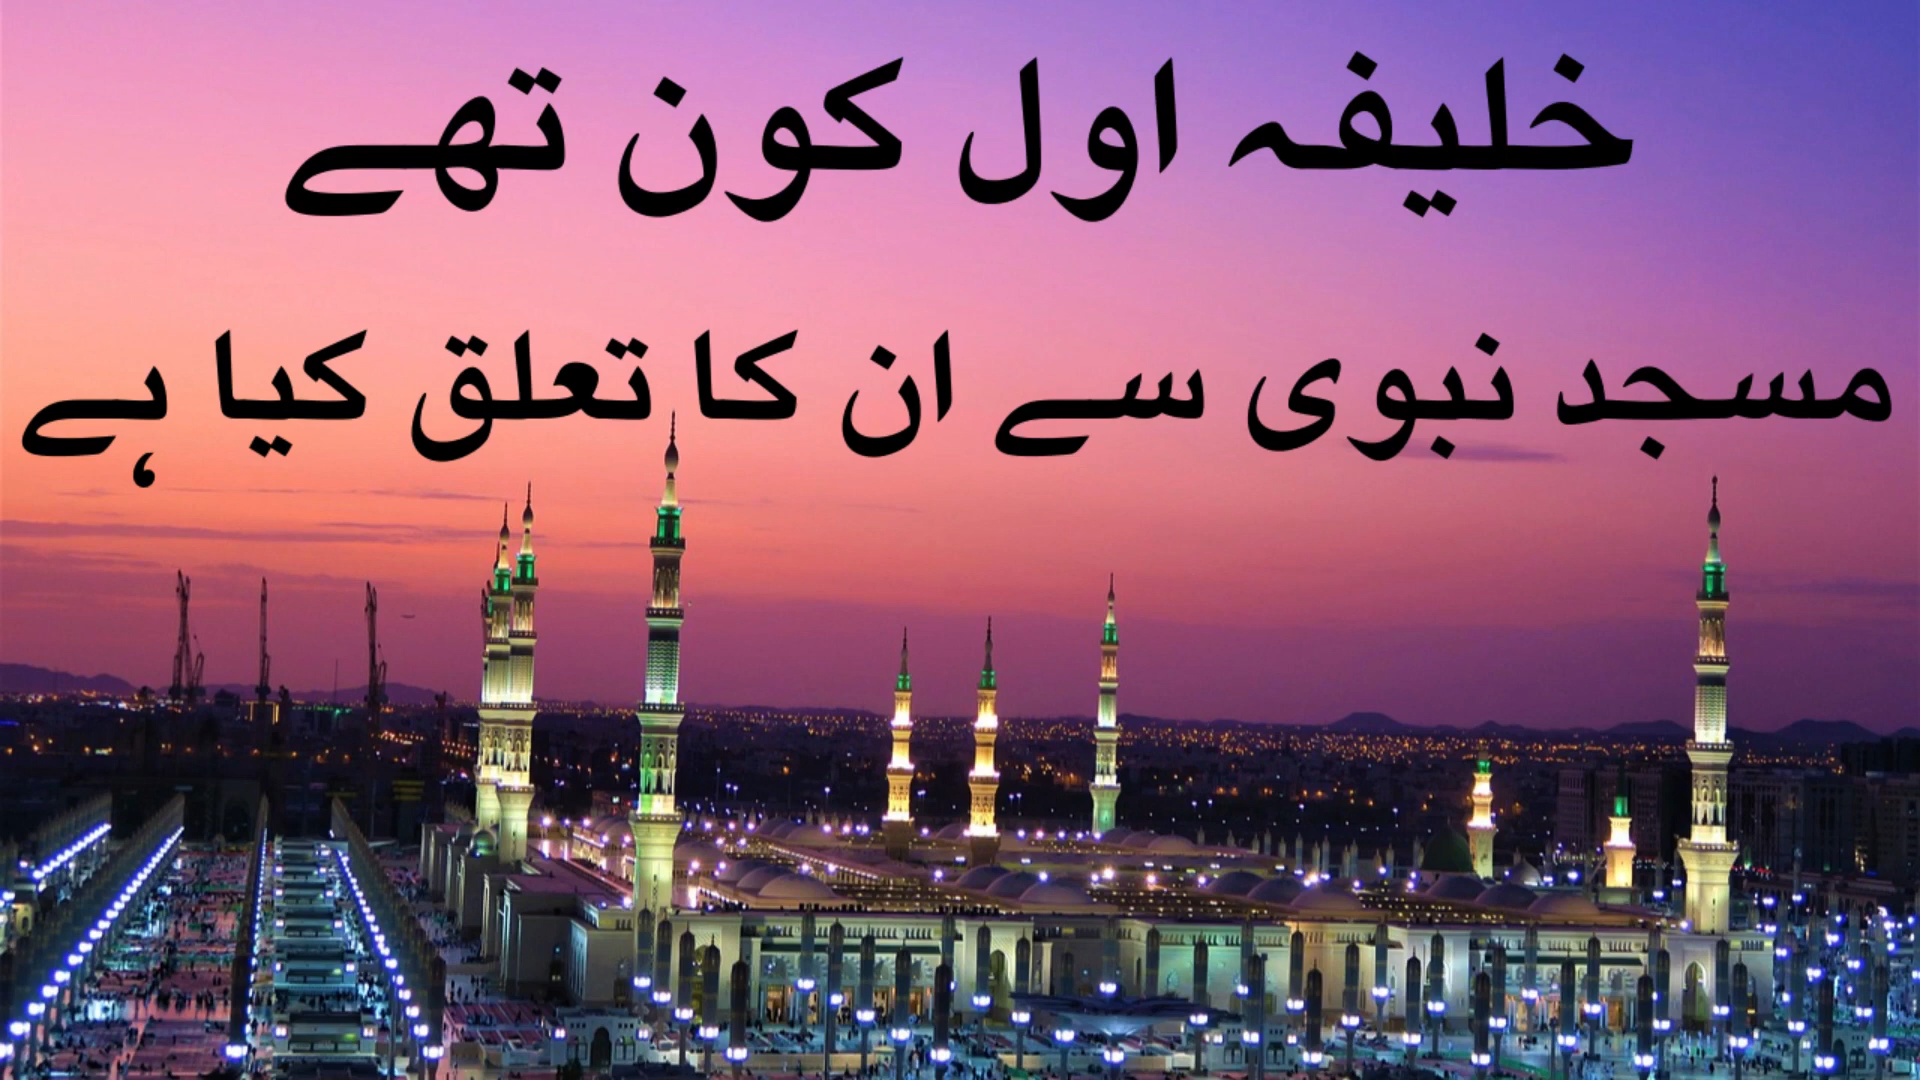 خلیفہ اول کون تھے
مسجد نبوی سے ان کا تعلق کیا ہے